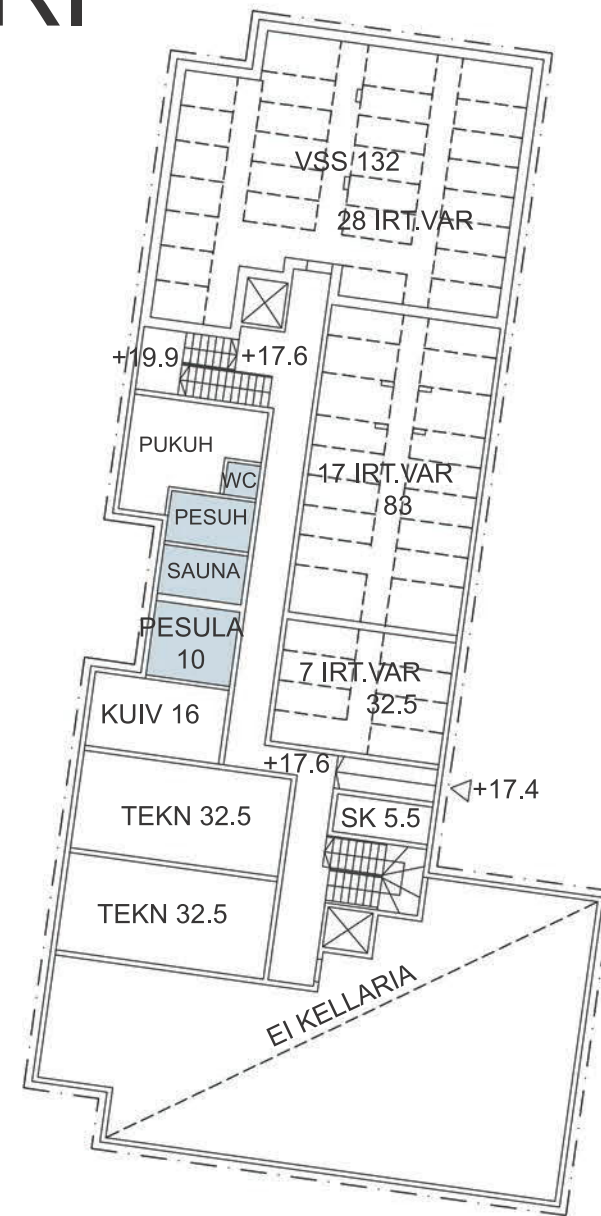 VSS 132
28 IRT.VAR
+19.9
+17.6
PUKUH
WC
17 IRT.VAR
83
PESUH
SAUNA
PESULA
10
7 IRT.VAR
32.5
KUIV 16
+17.6
+17.4
TEKN 32.5
SK 5.5
TEKN 32.5
EI KELLARIA